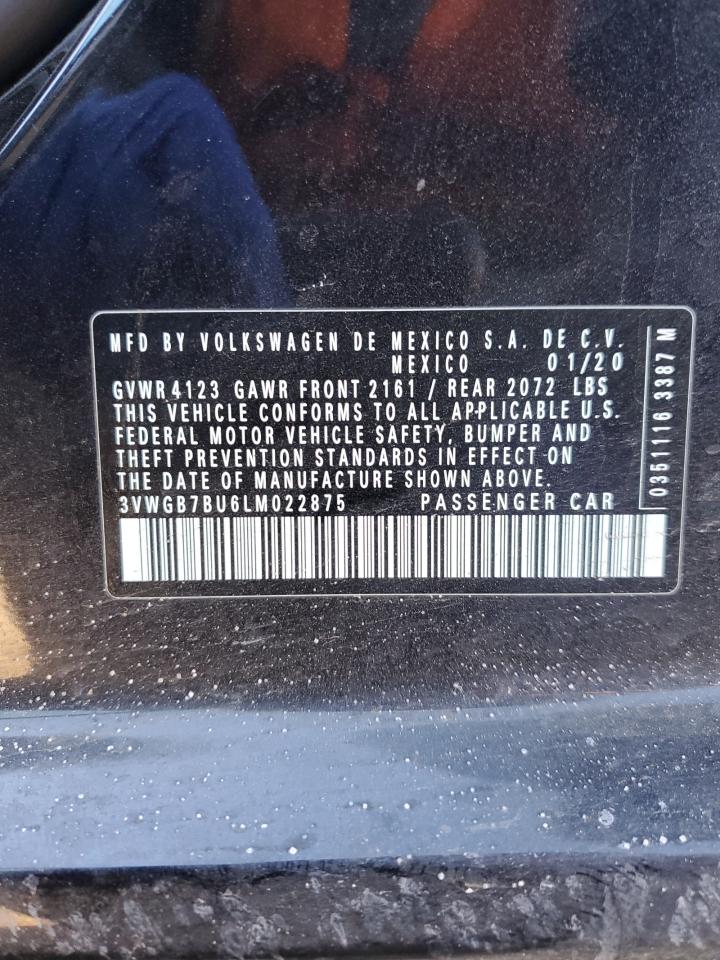 MFD BY VOLKSWAGEN DE MEXICO S.A. DE C.V.
MEXICO 01/20
GVWR 4123 GAWR FRONT 2161 / REAR 2072 LBS
THIS VEHICLE CONFORMS TO ALL APPLICABLE U.S.
FEDERAL MOTOR VEHICLE SAFETY, BUMPER AND
THEFT PREVENTION STANDARDS IN EFFECT ON
THE DATE OF MANUFACTURE SHOWN ABOVE.
3VWGB7BU6LM022875 PASSENGER CAR
0351116 3387 M